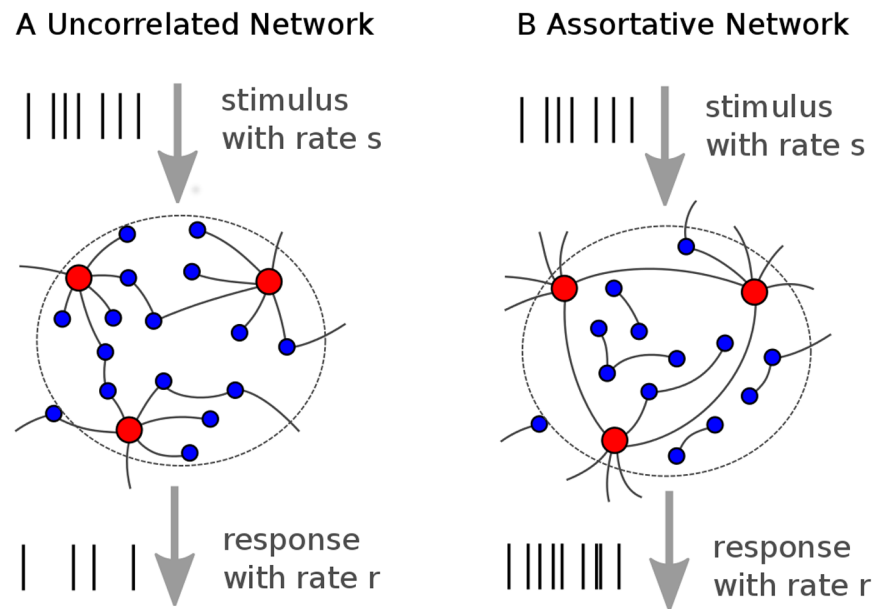 A Uncorrelated Network
B Assortative Network
stimulus
with rate s
stimulus
with rate s
response
with rate r
response
with rate r